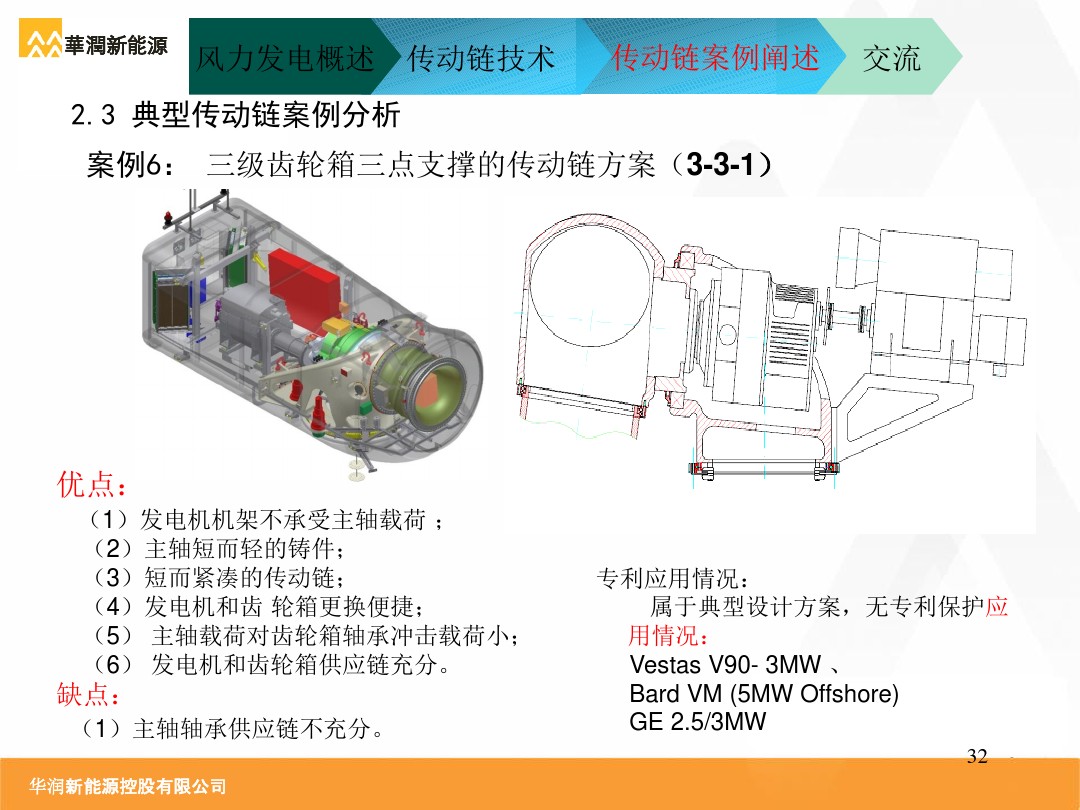 華潤新能源
风力发电概述 传动链技术 传动链案例阐述 交流
2.3 典型传动链案例分析
案例6： 三级齿轮箱三点支撑的传动链方案（3-3-1）
优点：
（1）发电机机架不承受主轴载荷 ；
（2）主轴短而轻的铸件；
（3）短而紧凑的传动链；
（4）发电机和齿 轮箱更换便捷；
（5） 主轴载荷对齿轮箱轴承冲击载荷小；
（6） 发电机和齿轮箱供应链充分。
缺点：
（1）主轴轴承供应链不充分。
专利应用情况：
属于典型设计方案，无专利保护应
用情况：
Vestas V90- 3MW 、
Bard VM (5MW Offshore)
GE 2.5/3MW
32
华润新能源控股有限公司